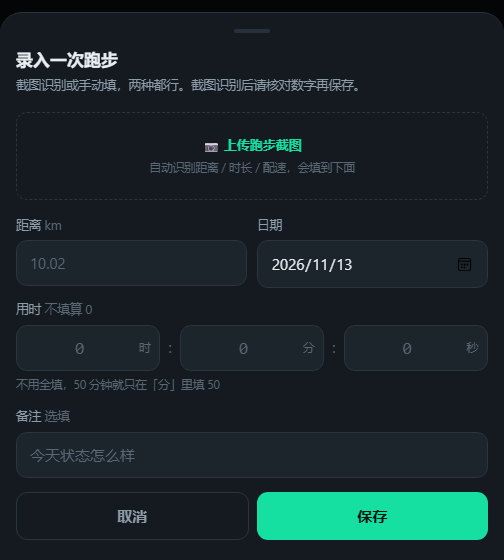 录入一次跑步
截图识别或手动填，两种都行。截图识别后请核对数字再保存。
📷 上传跑步截图
自动识别距离 / 时长 / 配速，会填到下面
距离 km 日期
10.02 2026/11/13
用时 不填算 0
0 时 : 0 分 : 0 秒
不用全填，50 分钟就只在「分」里填 50
备注 选填
今天状态怎么样
取消 保存